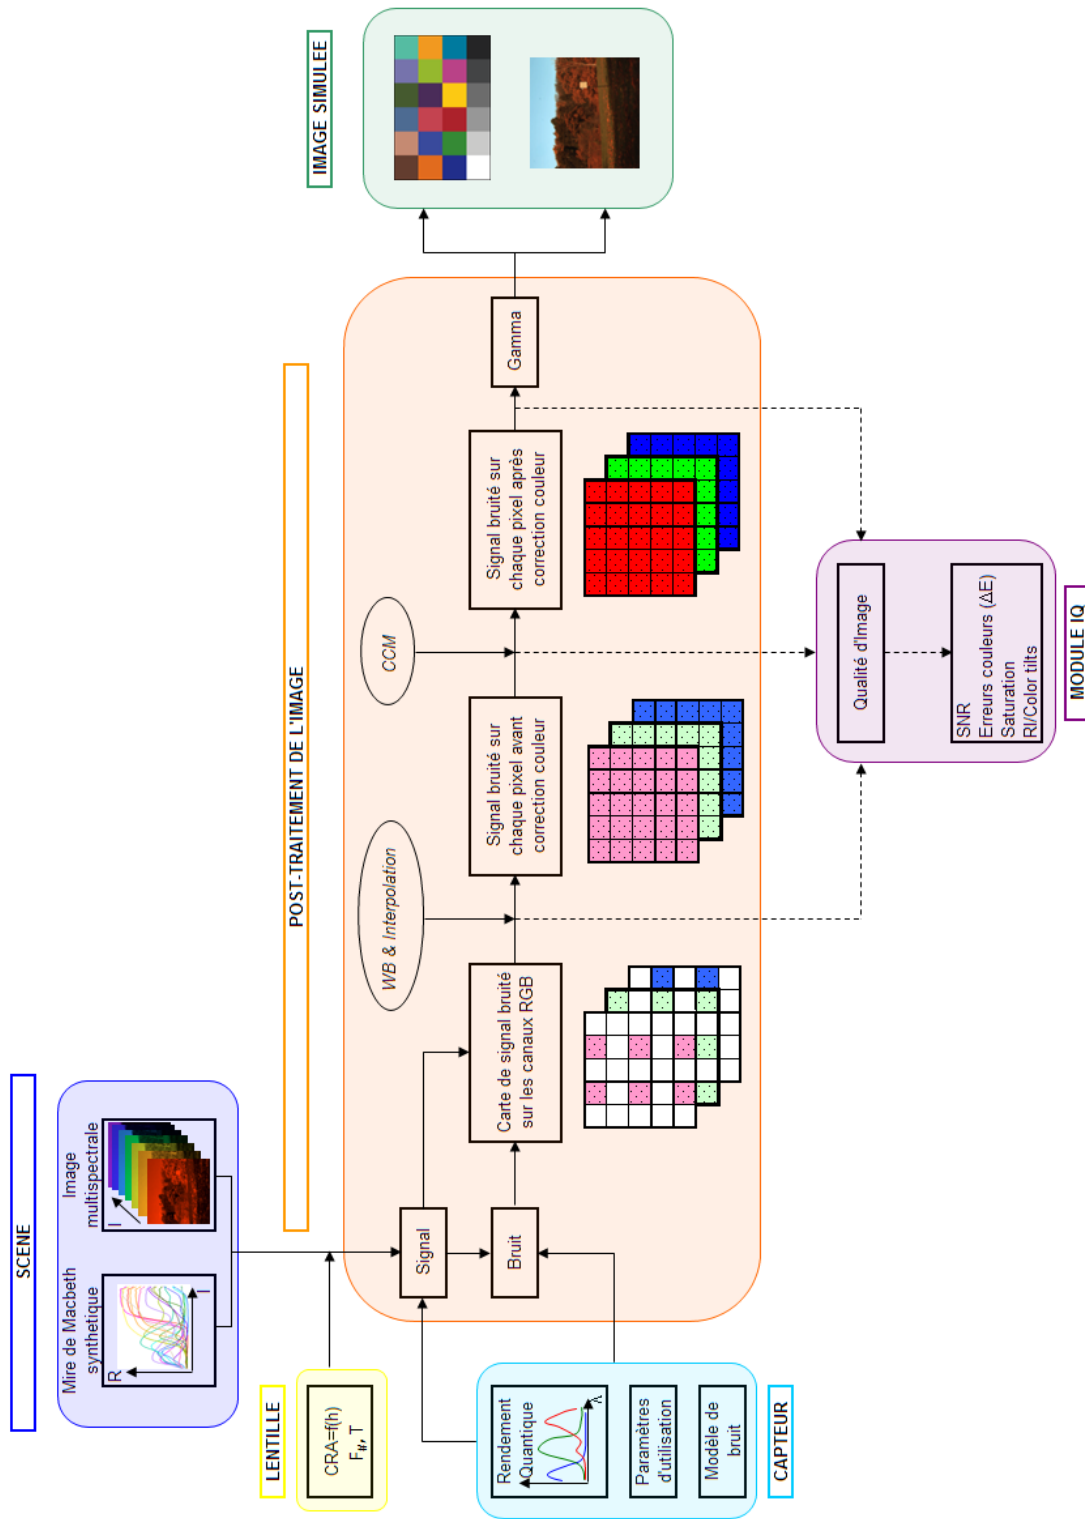 SCENE
Mire de Macbeth
synthetique
R
l
Image
multispectrale
l
LENTILLE
CRA=f(h)
F#, T
CAPTEUR
Rendement
Quantique
λ
Paramètres
d'utilisation
Modèle de
bruit
POST-TRAITEMENT DE L'IMAGE
Signal
Bruit
Carte de signal bruité
sur les canaux RGB
WB & Interpolation
Signal bruité sur
chaque pixel avant
correction couleur
CCM
Signal bruité sur
chaque pixel après
correction couleur
Gamma
IMAGE SIMULEE
Qualité d'Image
SNR
Erreurs couleurs (ΔE)
Saturation
RI/Color tilts
MODULE IQ